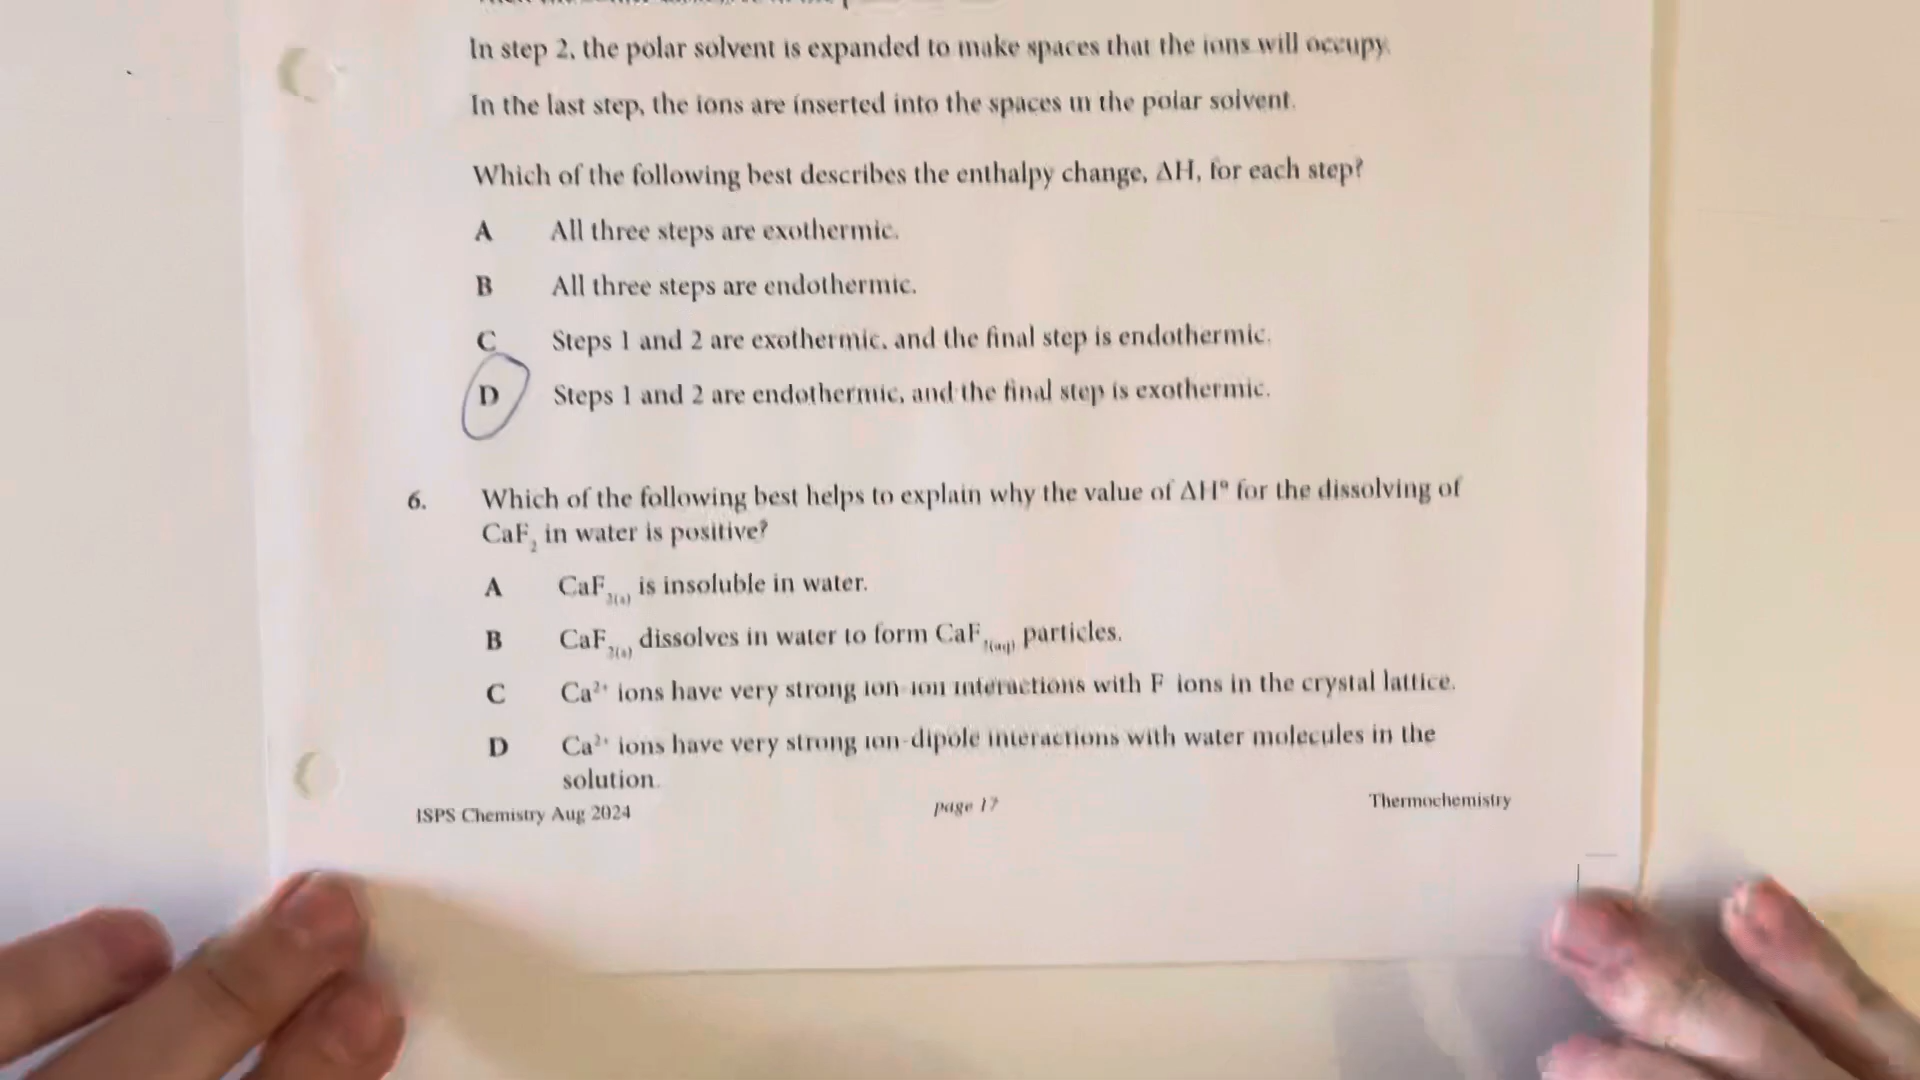 In step 2, the polar solvent is expanded to make spaces that the ions will occupy.
In the last step, the ions are inserted into the spaces in the polar solvent.
Which of the following best describes the enthalpy change, ΔH, for each step?
A All three steps are exothermic.
B All three steps are endothermic.
C Steps 1 and 2 are exothermic, and the final step is endothermic.
D Steps 1 and 2 are endothermic, and the final step is exothermic.
6. Which of the following best helps to explain why the value of ΔH° for the dissolving of
CaF₂ in water is positive?
A CaF₂(s) is insoluble in water.
B CaF₂(s) dissolves in water to form CaF₂(aq) particles.
C Ca²⁺ ions have very strong ion-ion interactions with F ions in the crystal lattice.
D Ca²⁺ ions have very strong ion-dipole interactions with water molecules in the
solution.
ISPS Chemistry Aug 2024 page 17 Thermochemistry